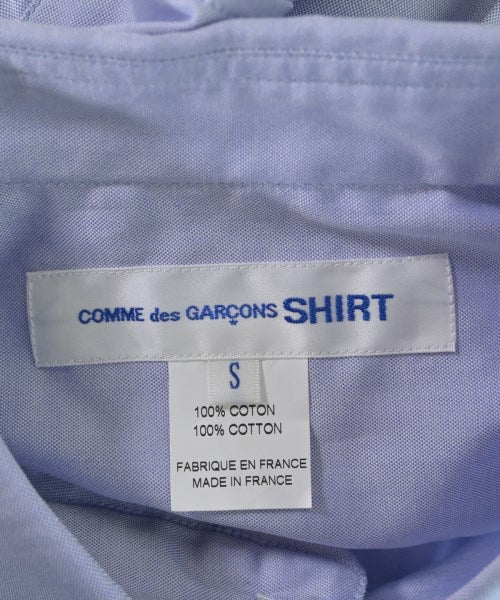 COMME des GARÇONS SHIRT
S
100% COTON
100% COTTON
FABRIQUE EN FRANCE
MADE IN FRANCE